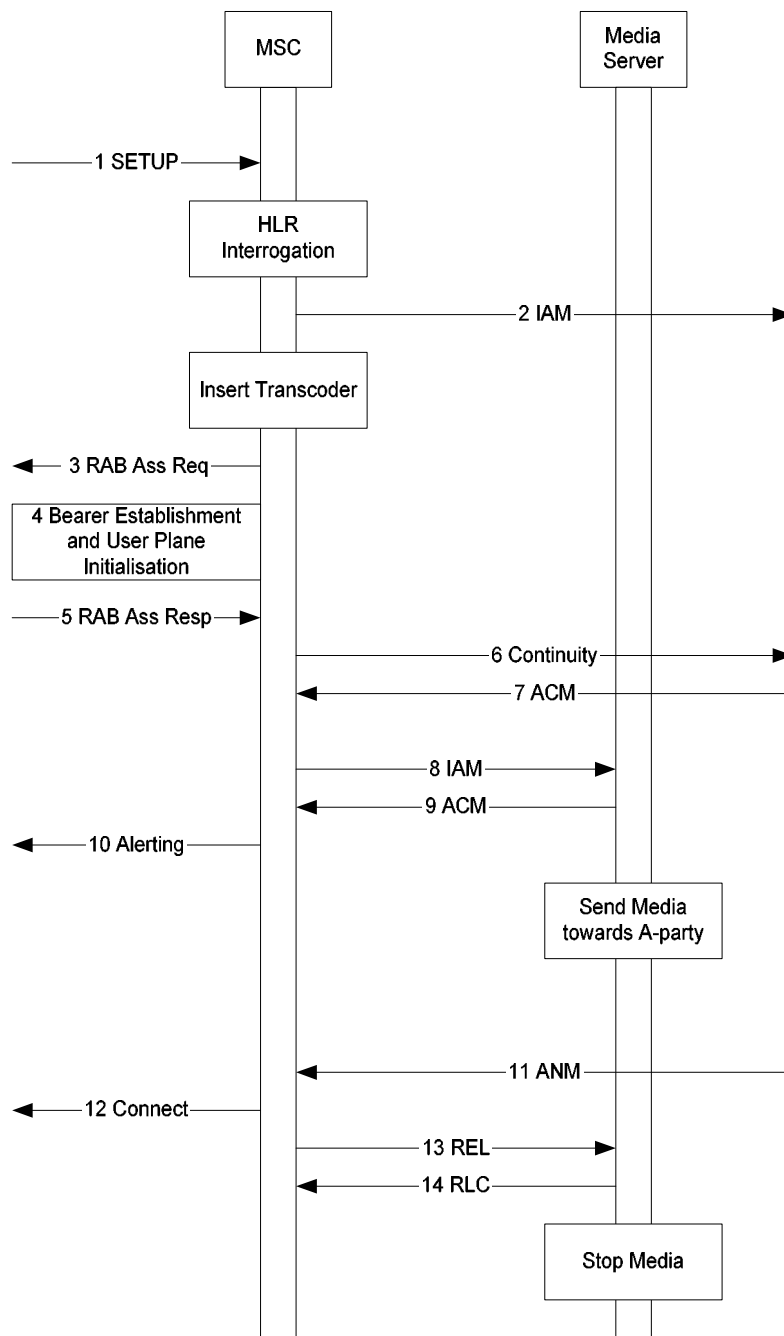 MSC
Media
Server
1 SETUP
HLR
Interrogation
2 IAM
Insert Transcoder
3 RAB Ass Req
4 Bearer Establishment
and User Plane
Initialisation
5 RAB Ass Resp
6 Continuity
7 ACM
8 IAM
9 ACM
10 Alerting
Send Media
towards A-party
11 ANM
12 Connect
13 REL
14 RLC
Stop Media